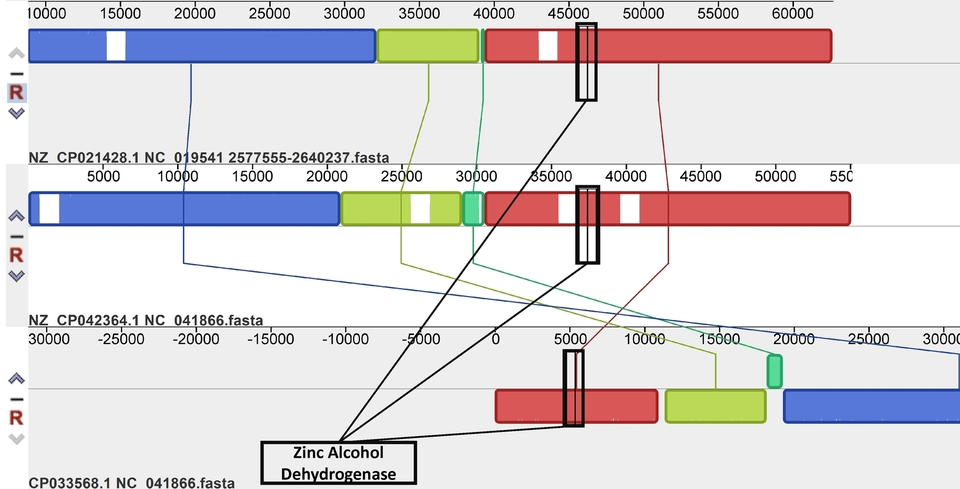 10000 15000 20000 25000 30000 35000 40000 45000 50000 55000 60000
R
NZ_CP021428.1 NC_019541 2577555-2640237.fasta
5000 10000 15000 20000 25000 30000 35000 40000 45000 50000 550
R
NZ_CP042364.1 NC_041866.fasta
30000 -25000 -20000 -15000 -10000 -5000 0 5000 10000 15000 20000 25000 30000
R
Zinc Alcohol
Dehydrogenase
CP033568.1 NC_041866.fasta